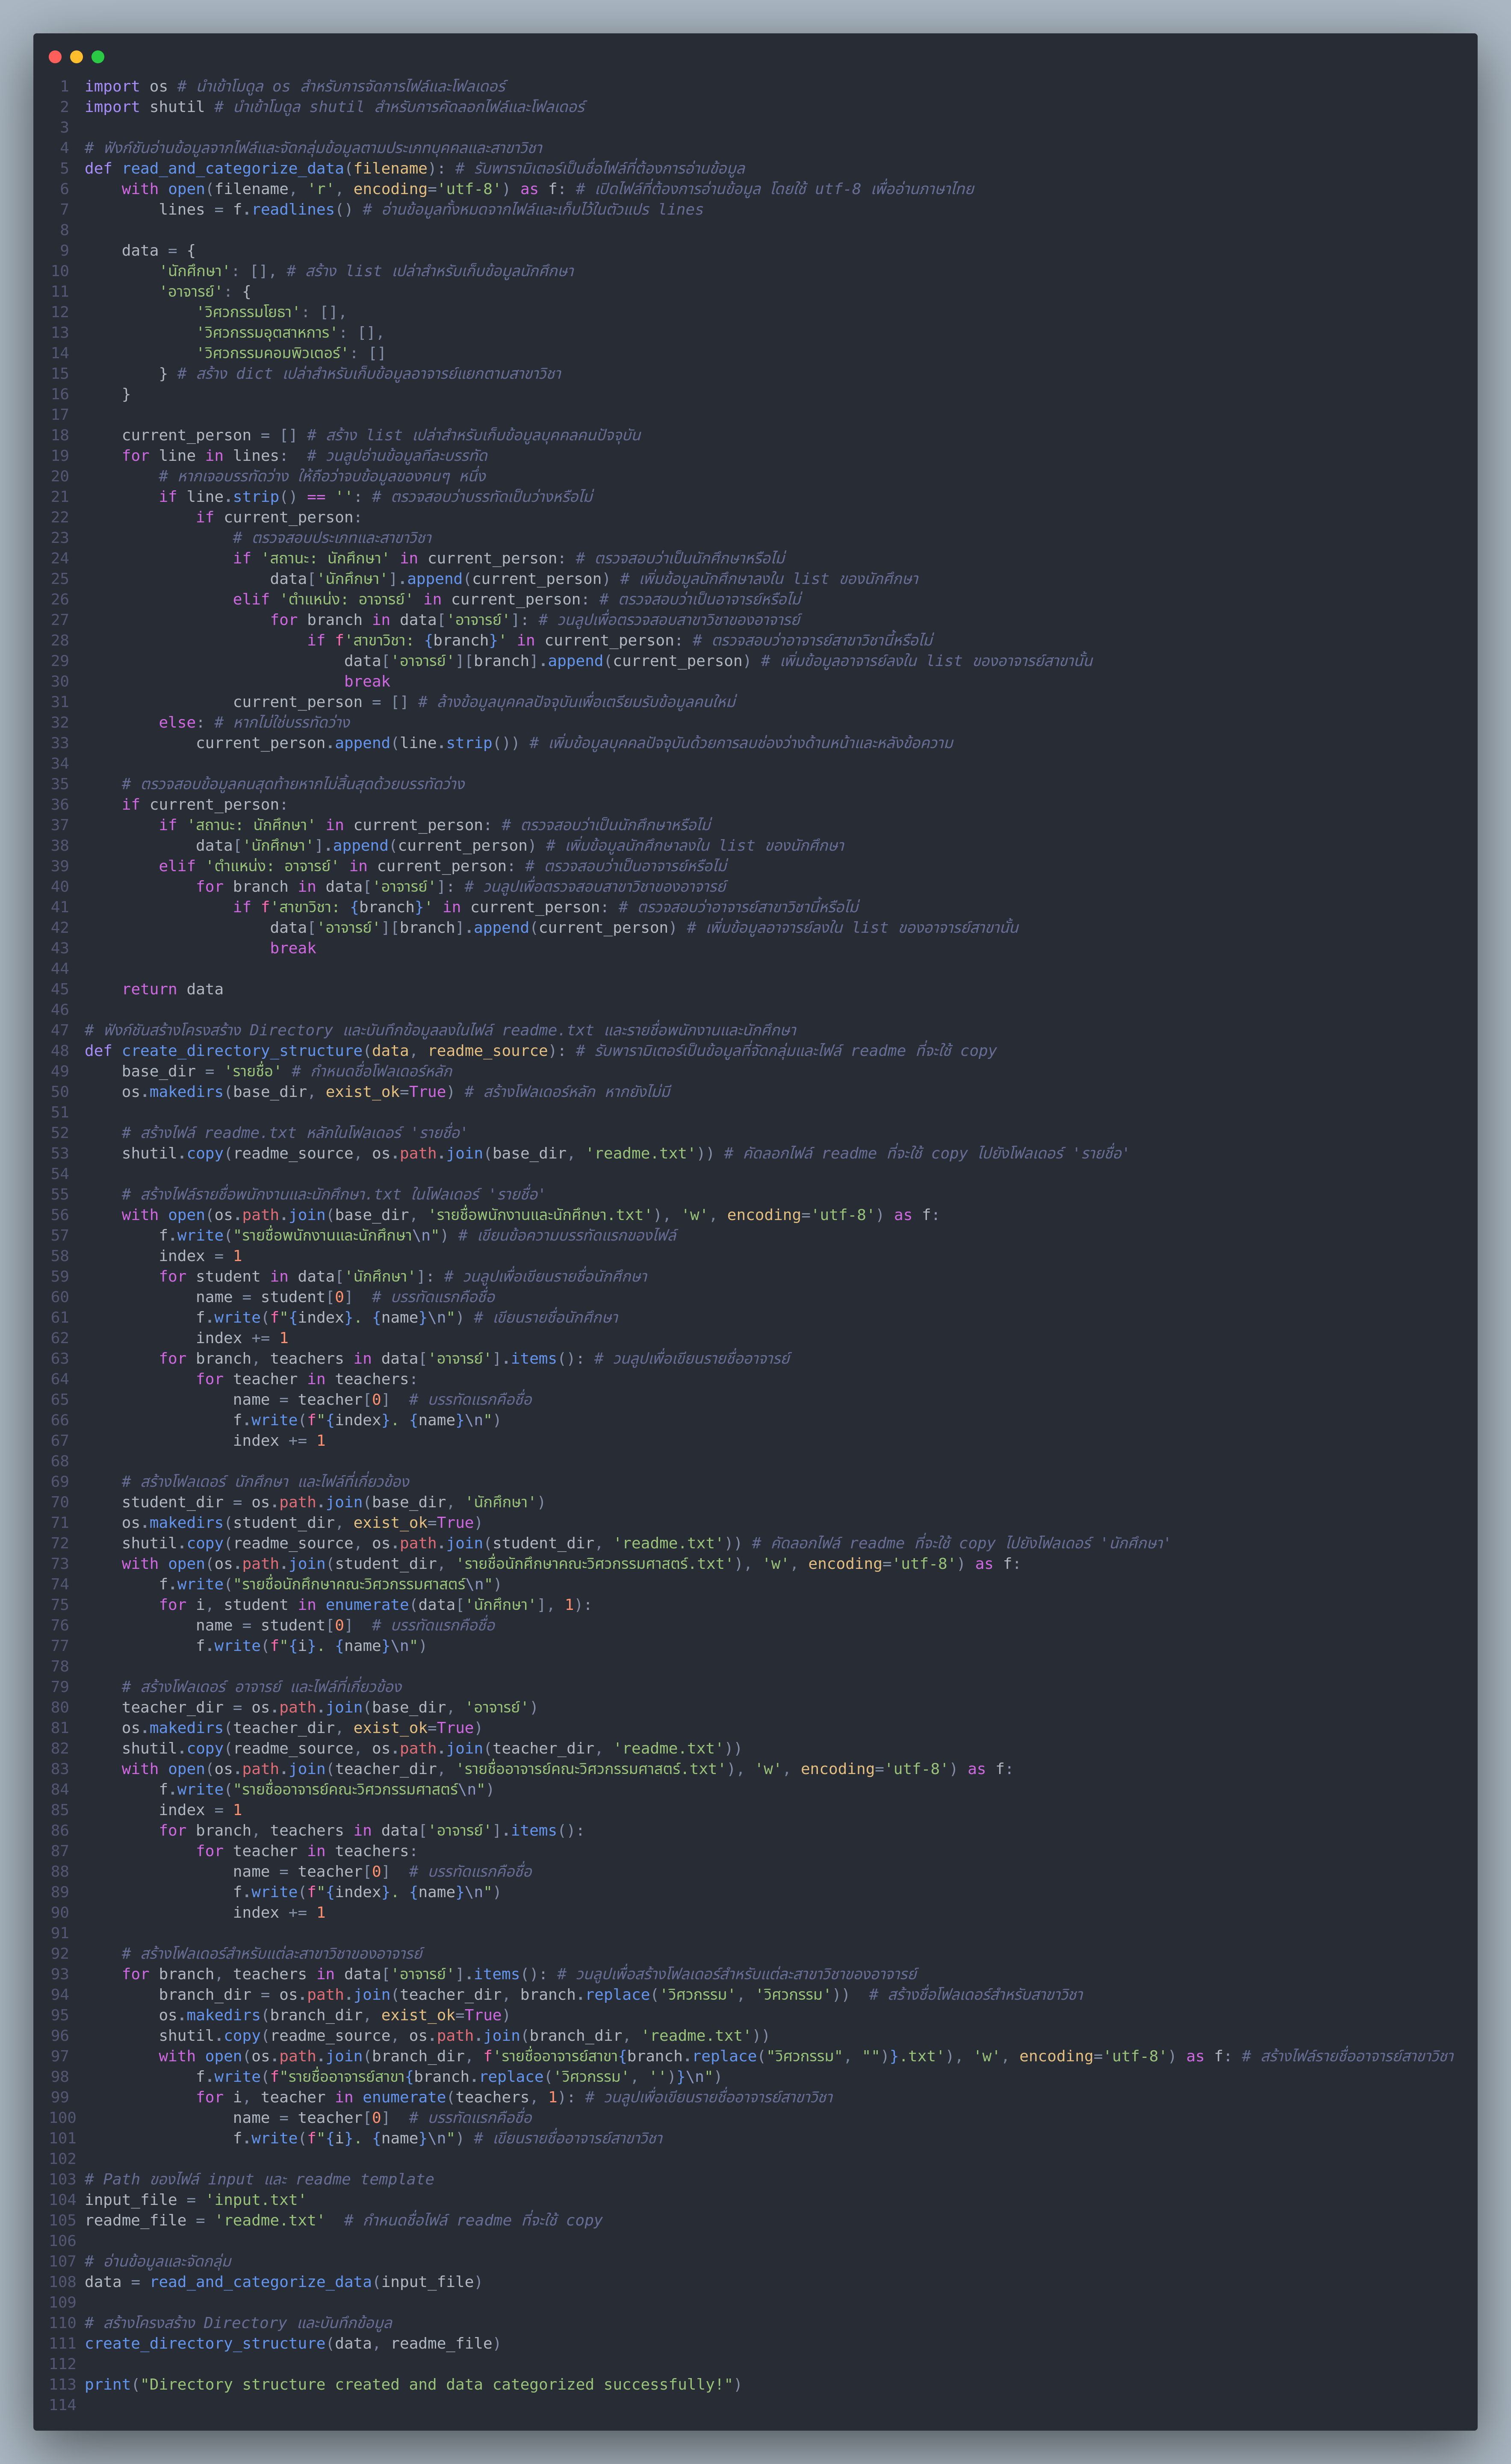 1 import os # นำเข้าโมดูล os สำหรับการจัดการไฟล์และโฟลเดอร์
2 import shutil # นำเข้าโมดูล shutil สำหรับการคัดลอกไฟล์และโฟลเดอร์
3
4 # ฟังก์ชันอ่านข้อมูลจากไฟล์และจัดกลุ่มข้อมูลตามประเภทบุคคลและสาขาวิชา
5 def read_and_categorize_data(filename): # รับพารามิเตอร์เป็นชื่อไฟล์ที่ต้องการอ่านข้อมูล
6     with open(filename, 'r', encoding='utf-8') as f: # เปิดไฟล์ที่ต้องการอ่านข้อมูล โดยใช้ utf-8 เพื่ออ่านภาษาไทย
7         lines = f.readlines() # อ่านข้อมูลทั้งหมดจากไฟล์และเก็บไว้ในตัวแปร lines
8
9     data = {
10         'นักศึกษา': [], # สร้าง list เปล่าสำหรับเก็บข้อมูลนักศึกษา
11         'อาจารย์': {
12             'วิศวกรรมโยธา': [],
13             'วิศวกรรมอุตสาหการ': [],
14             'วิศวกรรมคอมพิวเตอร์': []
15         } # สร้าง dict เปล่าสำหรับเก็บข้อมูลอาจารย์แยกตามสาขาวิชา
16     }
17
18     current_person = [] # สร้าง list เปล่าสำหรับเก็บข้อมูลบุคคลคนปัจจุบัน
19     for line in lines:  # วนลูปอ่านข้อมูลทีละบรรทัด
20         # หากเจอบรรทัดว่าง ให้ถือว่าจบข้อมูลของคนๆ หนึ่ง
21         if line.strip() == '': # ตรวจสอบว่าบรรทัดเป็นว่างหรือไม่
22             if current_person:
23                 # ตรวจสอบประเภทและสาขาวิชา
24                 if 'สถานะ: นักศึกษา' in current_person: # ตรวจสอบว่าเป็นนักศึกษาหรือไม่
25                     data['นักศึกษา'].append(current_person) # เพิ่มข้อมูลนักศึกษาลงใน list ของนักศึกษา
26                 elif 'ตำแหน่ง: อาจารย์' in current_person: # ตรวจสอบว่าเป็นอาจารย์หรือไม่
27                     for branch in data['อาจารย์']: # วนลูปเพื่อตรวจสอบสาขาวิชาของอาจารย์
28                         if f'สาขาวิชา: {branch}' in current_person: # ตรวจสอบว่าอาจารย์สาขาวิชานี้หรือไม่
29                             data['อาจารย์'][branch].append(current_person) # เพิ่มข้อมูลอาจารย์ลงใน list ของอาจารย์สาขานั้น
30                             break
31                 current_person = [] # ล้างข้อมูลบุคคลปัจจุบันเพื่อเตรียมรับข้อมูลคนใหม่
32         else: # หากไม่ใช่บรรทัดว่าง
33             current_person.append(line.strip()) # เพิ่มข้อมูลบุคคลปัจจุบันด้วยการลบช่องว่างด้านหน้าและหลังข้อความ
34
35     # ตรวจสอบข้อมูลคนสุดท้ายหากไม่สิ้นสุดด้วยบรรทัดว่าง
36     if current_person:
37         if 'สถานะ: นักศึกษา' in current_person: # ตรวจสอบว่าเป็นนักศึกษาหรือไม่
38             data['นักศึกษา'].append(current_person) # เพิ่มข้อมูลนักศึกษาลงใน list ของนักศึกษา
39         elif 'ตำแหน่ง: อาจารย์' in current_person: # ตรวจสอบว่าเป็นอาจารย์หรือไม่
40             for branch in data['อาจารย์']: # วนลูปเพื่อตรวจสอบสาขาวิชาของอาจารย์
41                 if f'สาขาวิชา: {branch}' in current_person: # ตรวจสอบว่าอาจารย์สาขาวิชานี้หรือไม่
42                     data['อาจารย์'][branch].append(current_person) # เพิ่มข้อมูลอาจารย์ลงใน list ของอาจารย์สาขานั้น
43                     break
44
45     return data
46
47 # ฟังก์ชันสร้างโครงสร้าง Directory และบันทึกข้อมูลลงในไฟล์ readme.txt และรายชื่อพนักงานและนักศึกษา
48 def create_directory_structure(data, readme_source): # รับพารามิเตอร์เป็นข้อมูลที่จัดกลุ่มและไฟล์ readme ที่จะใช้ copy
49     base_dir = 'รายชื่อ' # กำหนดชื่อโฟลเดอร์หลัก
50     os.makedirs(base_dir, exist_ok=True) # สร้างโฟลเดอร์หลัก หากยังไม่มี
51
52     # สร้างไฟล์ readme.txt หลักในโฟลเดอร์ 'รายชื่อ'
53     shutil.copy(readme_source, os.path.join(base_dir, 'readme.txt')) # คัดลอกไฟล์ readme ที่จะใช้ copy ไปยังโฟลเดอร์ 'รายชื่อ'
54
55     # สร้างไฟล์รายชื่อพนักงานและนักศึกษา.txt ในโฟลเดอร์ 'รายชื่อ'
56     with open(os.path.join(base_dir, 'รายชื่อพนักงานและนักศึกษา.txt'), 'w', encoding='utf-8') as f:
57         f.write("รายชื่อพนักงานและนักศึกษา\n") # เขียนข้อความบรรทัดแรกของไฟล์
58         index = 1
59         for student in data['นักศึกษา']: # วนลูปเพื่อเขียนรายชื่อนักศึกษา
60             name = student[0]  # บรรทัดแรกคือชื่อ
61             f.write(f"{index}. {name}\n") # เขียนรายชื่อนักศึกษา
62             index += 1
63         for branch, teachers in data['อาจารย์'].items(): # วนลูปเพื่อเขียนรายชื่ออาจารย์
64             for teacher in teachers:
65                 name = teacher[0]  # บรรทัดแรกคือชื่อ
66                 f.write(f"{index}. {name}\n")
67                 index += 1
68
69     # สร้างโฟลเดอร์ นักศึกษา และไฟล์ที่เกี่ยวข้อง
70     student_dir = os.path.join(base_dir, 'นักศึกษา')
71     os.makedirs(student_dir, exist_ok=True)
72     shutil.copy(readme_source, os.path.join(student_dir, 'readme.txt')) # คัดลอกไฟล์ readme ที่จะใช้ copy ไปยังโฟลเดอร์ 'นักศึกษา'
73     with open(os.path.join(student_dir, 'รายชื่อนักศึกษาคณะวิศวกรรมศาสตร์.txt'), 'w', encoding='utf-8') as f:
74         f.write("รายชื่อนักศึกษาคณะวิศวกรรมศาสตร์\n")
75         for i, student in enumerate(data['นักศึกษา'], 1):
76             name = student[0]  # บรรทัดแรกคือชื่อ
77             f.write(f"{i}. {name}\n")
78
79     # สร้างโฟลเดอร์ อาจารย์ และไฟล์ที่เกี่ยวข้อง
80     teacher_dir = os.path.join(base_dir, 'อาจารย์')
81     os.makedirs(teacher_dir, exist_ok=True)
82     shutil.copy(readme_source, os.path.join(teacher_dir, 'readme.txt'))
83     with open(os.path.join(teacher_dir, 'รายชื่ออาจารย์คณะวิศวกรรมศาสตร์.txt'), 'w', encoding='utf-8') as f:
84         f.write("รายชื่ออาจารย์คณะวิศวกรรมศาสตร์\n")
85         index = 1
86         for branch, teachers in data['อาจารย์'].items():
87             for teacher in teachers:
88                 name = teacher[0]  # บรรทัดแรกคือชื่อ
89                 f.write(f"{index}. {name}\n")
90                 index += 1
91
92     # สร้างโฟลเดอร์สำหรับแต่ละสาขาวิชาของอาจารย์
93     for branch, teachers in data['อาจารย์'].items(): # วนลูปเพื่อสร้างโฟลเดอร์สำหรับแต่ละสาขาวิชาของอาจารย์
94         branch_dir = os.path.join(teacher_dir, branch.replace('วิศวกรรม', 'วิศวกรรม'))  # สร้างชื่อโฟลเดอร์สำหรับสาขาวิชา
95         os.makedirs(branch_dir, exist_ok=True)
96         shutil.copy(readme_source, os.path.join(branch_dir, 'readme.txt'))
97         with open(os.path.join(branch_dir, f'รายชื่ออาจารย์สาขา{branch.replace("วิศวกรรม", "")}.txt'), 'w', encoding='utf-8') as f: # สร้างไฟล์รายชื่ออาจารย์สาขาวิชา
98             f.write(f"รายชื่ออาจารย์สาขา{branch.replace('วิศวกรรม', '')}\n")
99             for i, teacher in enumerate(teachers, 1): # วนลูปเพื่อเขียนรายชื่ออาจารย์สาขาวิชา
100                 name = teacher[0]  # บรรทัดแรกคือชื่อ
101                 f.write(f"{i}. {name}\n") # เขียนรายชื่ออาจารย์สาขาวิชา
102
103 # Path ของไฟล์ input และ readme template
104 input_file = 'input.txt'
105 readme_file = 'readme.txt'  # กำหนดชื่อไฟล์ readme ที่จะใช้ copy
106
107 # อ่านข้อมูลและจัดกลุ่ม
108 data = read_and_categorize_data(input_file)
109
110 # สร้างโครงสร้าง Directory และบันทึกข้อมูล
111 create_directory_structure(data, readme_file)
112
113 print("Directory structure created and data categorized successfully!")
114